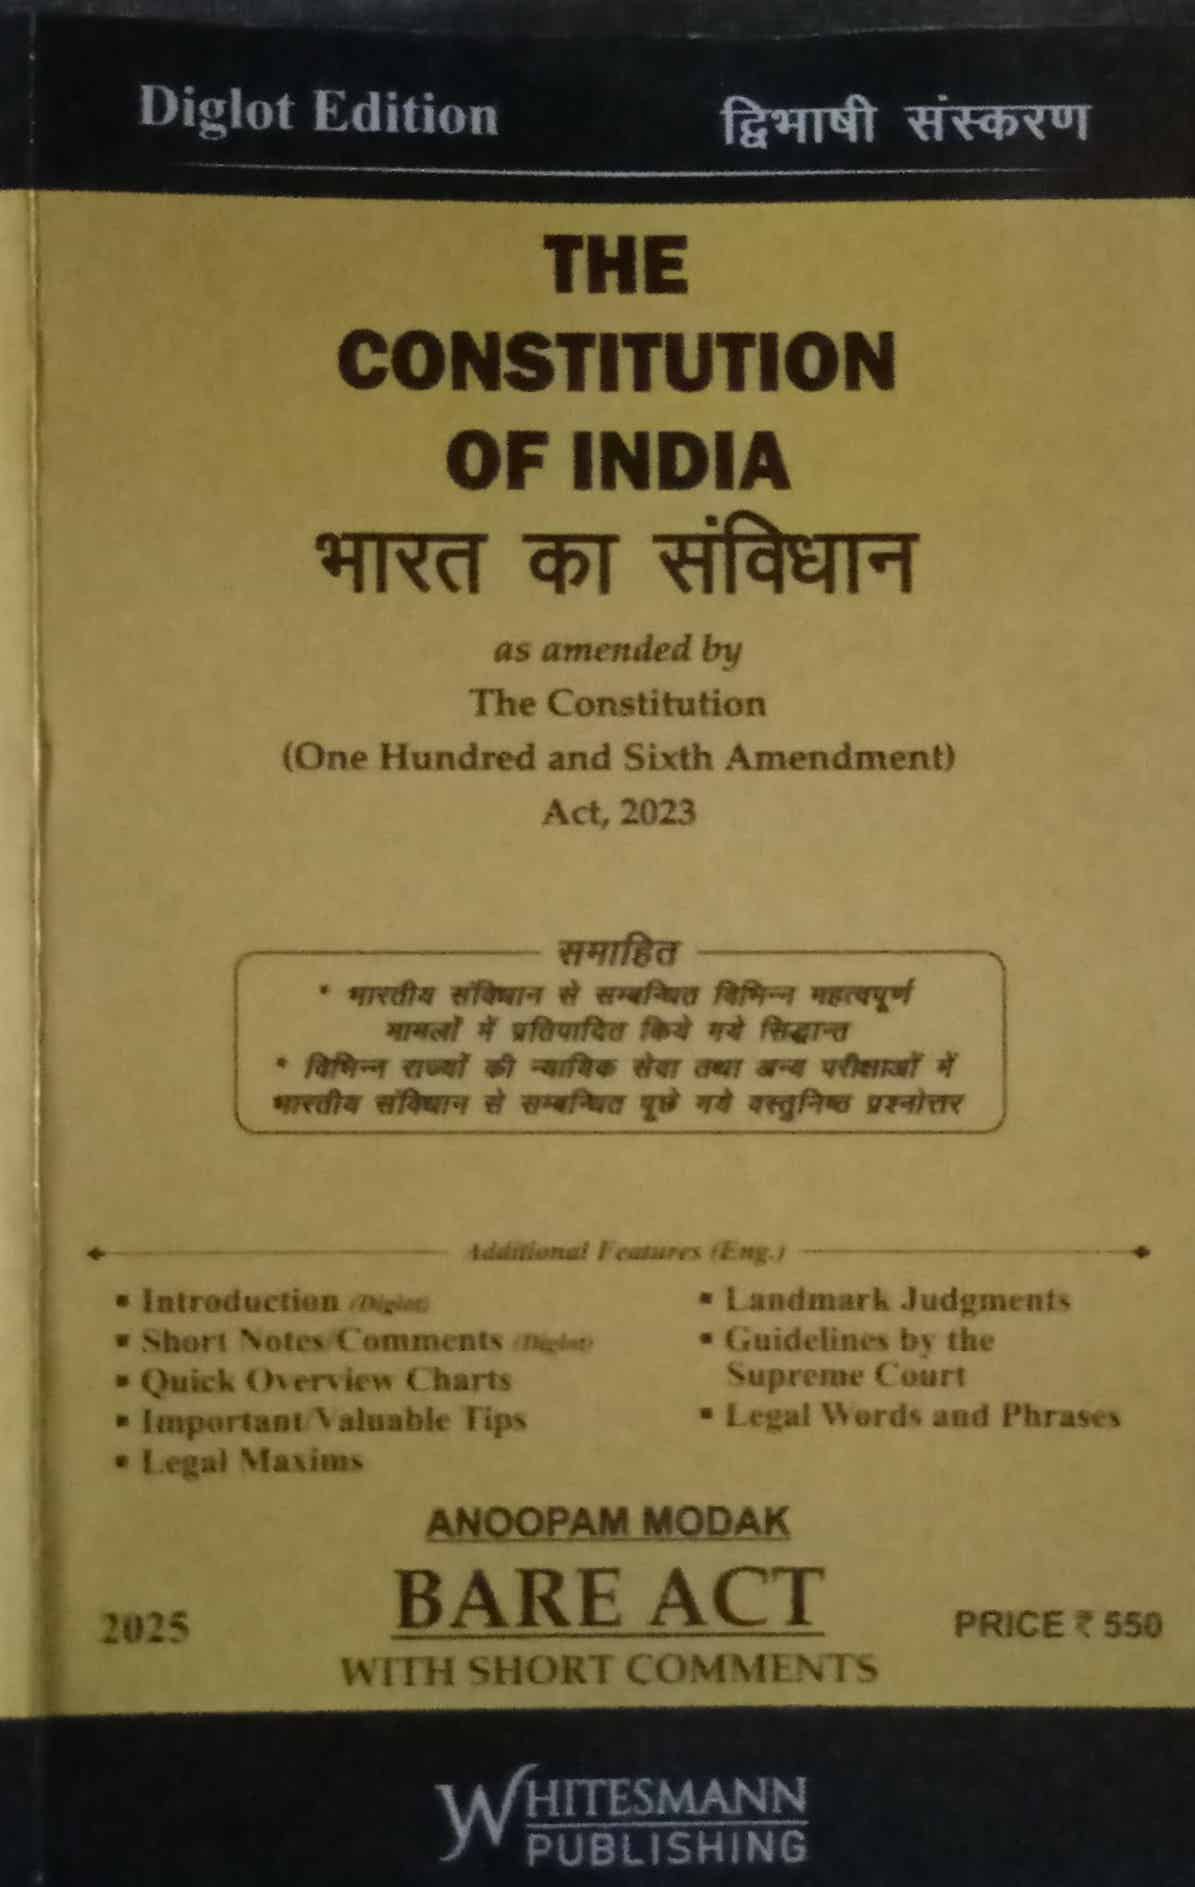 Diglot Edition
द्विभाषी संस्करण
THE
CONSTITUTION
OF INDIA
भारत का संविधान
as amended by
The Constitution
(One Hundred and Sixth Amendment)
Act, 2023
समाहित
* भारतीय संविधान से सम्बन्धित विभिन्न महत्वपूर्ण
मामलों में प्रतिपादित किये गये सिद्धान्त
* विभिन्न राज्यों की न्यायिक सेवा तथा अन्य परीक्षाओं में
भारतीय संविधान से सम्बन्धित पूछे गये वस्तुनिष्ठ प्रश्नोत्तर
Additional Features (Eng.)
▪ Introduction (Diglot)
▪ Short Notes/Comments (Diglot)
▪ Quick Overview Charts
▪ Important/Valuable Tips
▪ Legal Maxims
▪ Landmark Judgments
▪ Guidelines by the
Supreme Court
▪ Legal Words and Phrases
ANOOPAM MODAK
BARE ACT
2025
PRICE ₹ 550
WITH SHORT COMMENTS
WHITESMANN
PUBLISHING